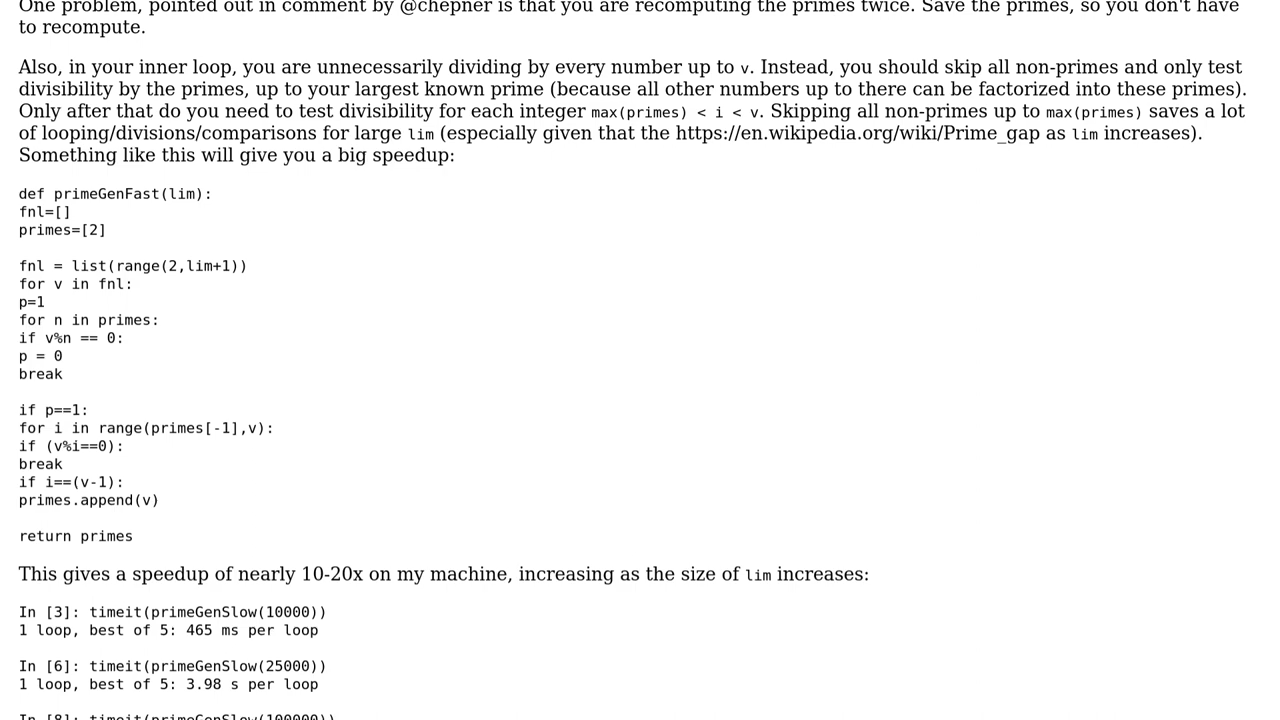 One problem, pointed out in comment by @chepner is that you are recomputing the primes twice. Save the primes, so you don't have
to recompute.
Also, in your inner loop, you are unnecessarily dividing by every number up to v. Instead, you should skip all non-primes and only test
divisibility by the primes, up to your largest known prime (because all other numbers up to there can be factorized into these primes).
Only after that do you need to test divisibility for each integer max(primes) < i < v. Skipping all non-primes up to max(primes) saves a lot
of looping/divisions/comparisons for large lim (especially given that the https://en.wikipedia.org/wiki/Prime_gap as lim increases).
Something like this will give you a big speedup:
def primeGenFast(lim):
fnl=[]
primes=[2]
fnl = list(range(2,lim+1))
for v in fnl:
p=1
for n in primes:
if v%n == 0:
p = 0
break
if p==1:
for i in range(primes[-1],v):
if (v%i==0):
break
if i==(v-1):
primes.append(v)
return primes
This gives a speedup of nearly 10-20x on my machine, increasing as the size of lim increases:
In [3]: timeit(primeGenSlow(10000))
1 loop, best of 5: 465 ms per loop
In [6]: timeit(primeGenSlow(25000))
1 loop, best of 5: 3.98 s per loop
In [8]: timeit(primeGenSlow(100000))